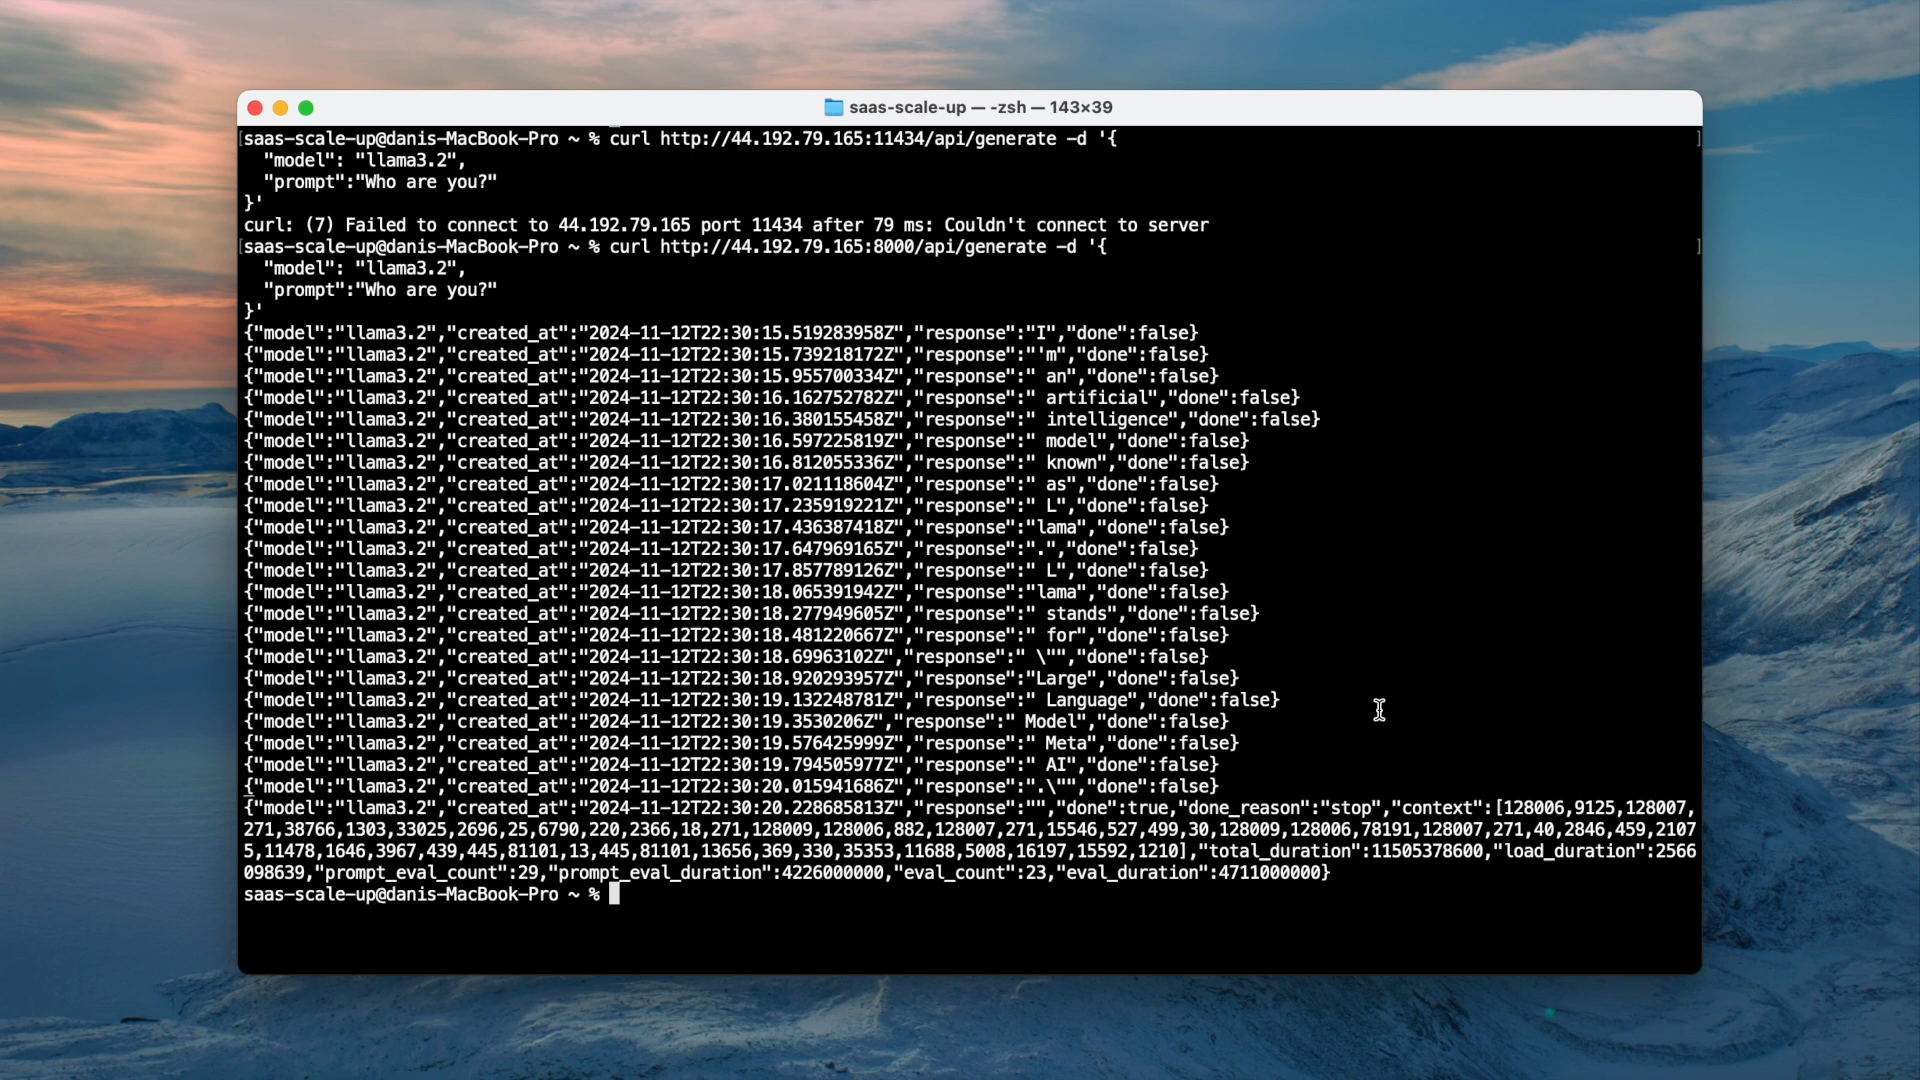 saas-scale-up — -zsh — 143×39
[saas-scale-up@danis-MacBook-Pro ~ % curl http://44.192.79.165:11434/api/generate -d '{ ]
"model": "llama3.2",
"prompt":"Who are you?"
}'
curl: (7) Failed to connect to 44.192.79.165 port 11434 after 79 ms: Couldn't connect to server
[saas-scale-up@danis-MacBook-Pro ~ % curl http://44.192.79.165:8000/api/generate -d '{ ]
"model": "llama3.2",
"prompt":"Who are you?"
}'
{"model":"llama3.2","created_at":"2024-11-12T22:30:15.519283958Z","response":"I","done":false}
{"model":"llama3.2","created_at":"2024-11-12T22:30:15.739218172Z","response":"'m","done":false}
{"model":"llama3.2","created_at":"2024-11-12T22:30:15.955700334Z","response":" an","done":false}
{"model":"llama3.2","created_at":"2024-11-12T22:30:16.162752782Z","response":" artificial","done":false}
{"model":"llama3.2","created_at":"2024-11-12T22:30:16.380155458Z","response":" intelligence","done":false}
{"model":"llama3.2","created_at":"2024-11-12T22:30:16.597225819Z","response":" model","done":false}
{"model":"llama3.2","created_at":"2024-11-12T22:30:16.812055336Z","response":" known","done":false}
{"model":"llama3.2","created_at":"2024-11-12T22:30:17.021118604Z","response":" as","done":false}
{"model":"llama3.2","created_at":"2024-11-12T22:30:17.235919221Z","response":" L","done":false}
{"model":"llama3.2","created_at":"2024-11-12T22:30:17.436387418Z","response":"lama","done":false}
{"model":"llama3.2","created_at":"2024-11-12T22:30:17.647969165Z","response":".","done":false}
{"model":"llama3.2","created_at":"2024-11-12T22:30:17.857789126Z","response":" L","done":false}
{"model":"llama3.2","created_at":"2024-11-12T22:30:18.065391942Z","response":"lama","done":false}
{"model":"llama3.2","created_at":"2024-11-12T22:30:18.277949605Z","response":" stands","done":false}
{"model":"llama3.2","created_at":"2024-11-12T22:30:18.481220667Z","response":" for","done":false}
{"model":"llama3.2","created_at":"2024-11-12T22:30:18.69963102Z","response":" \"","done":false}
{"model":"llama3.2","created_at":"2024-11-12T22:30:18.920293957Z","response":"Large","done":false}
{"model":"llama3.2","created_at":"2024-11-12T22:30:19.132248781Z","response":" Language","done":false}
{"model":"llama3.2","created_at":"2024-11-12T22:30:19.3530206Z","response":" Model","done":false}
{"model":"llama3.2","created_at":"2024-11-12T22:30:19.576425999Z","response":" Meta","done":false}
{"model":"llama3.2","created_at":"2024-11-12T22:30:19.794505977Z","response":" AI","done":false}
{"model":"llama3.2","created_at":"2024-11-12T22:30:20.015941686Z","response":".\"","done":false}
{"model":"llama3.2","created_at":"2024-11-12T22:30:20.228685813Z","response":"","done":true,"done_reason":"stop","context":[128006,9125,128007,
271,38766,1303,33025,2696,25,6790,220,2366,18,271,128009,128006,882,128007,271,15546,527,499,30,128009,128006,78191,128007,271,40,2846,459,2107
5,11478,1646,3967,439,445,81101,13,445,81101,13656,369,330,35353,11688,5008,16197,15592,1210],"total_duration":11505378600,"load_duration":2566
098639,"prompt_eval_count":29,"prompt_eval_duration":4226000000,"eval_count":23,"eval_duration":4711000000}
saas-scale-up@danis-MacBook-Pro ~ %